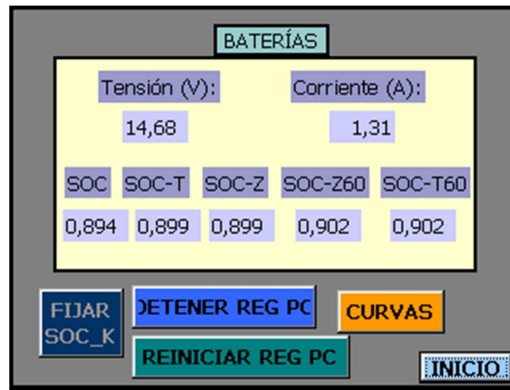 BATERÍAS
Tensión (V): Corriente (A):
14,68 1,31
SOC SOC-T SOC-Z SOC-Z60 SOC-T60
0,894 0,899 0,899 0,902 0,902
FIJAR
SOC_K
DETENER REG PC
CURVAS
REINICIAR REG PC
INICIO